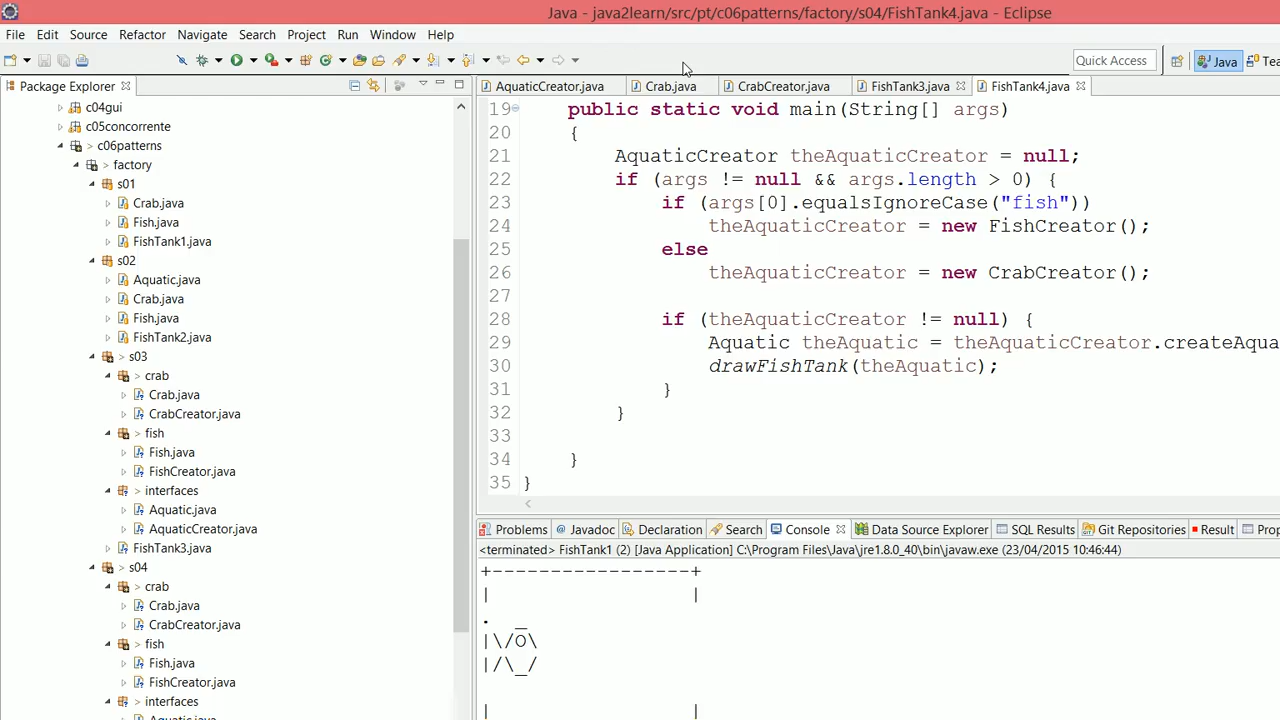 Java - java2learn/src/pt/c06patterns/factory/s04/FishTank4.java - Eclipse
File Edit Source Refactor Navigate Search Project Run Window Help
Quick Access Java Tea
Package Explorer
AquaticCreator.java Crab.java CrabCreator.java FishTank3.java FishTank4.java
c04gui
c05concorrente
> c06patterns
> factory
s01
Crab.java
Fish.java
FishTank1.java
s02
Aquatic.java
Crab.java
Fish.java
FishTank2.java
> s03
> crab
Crab.java
CrabCreator.java
> fish
Fish.java
FishCreator.java
> interfaces
Aquatic.java
AquaticCreator.java
FishTank3.java
> s04
> crab
Crab.java
CrabCreator.java
> fish
Fish.java
FishCreator.java
> interfaces
Aquatic.java
19 public static void main(String[] args)
20 {
21 AquaticCreator theAquaticCreator = null;
22 if (args != null && args.length > 0) {
23 if (args[0].equalsIgnoreCase("fish"))
24 theAquaticCreator = new FishCreator();
25 else
26 theAquaticCreator = new CrabCreator();
27
28 if (theAquaticCreator != null) {
29 Aquatic theAquatic = theAquaticCreator.createAqua
30 drawFishTank(theAquatic);
31 }
32 }
33
34 }
35 }
Problems @ Javadoc Declaration Search Console Data Source Explorer SQL Results Git Repositories Result Prop
<terminated> FishTank1 (2) [Java Application] C:\Program Files\Java\jre1.8.0_40\bin\javaw.exe (23/04/2015 10:46:44)
+-----------------+
|                 |
.  _
|\/O\
|/\_/
|                 |